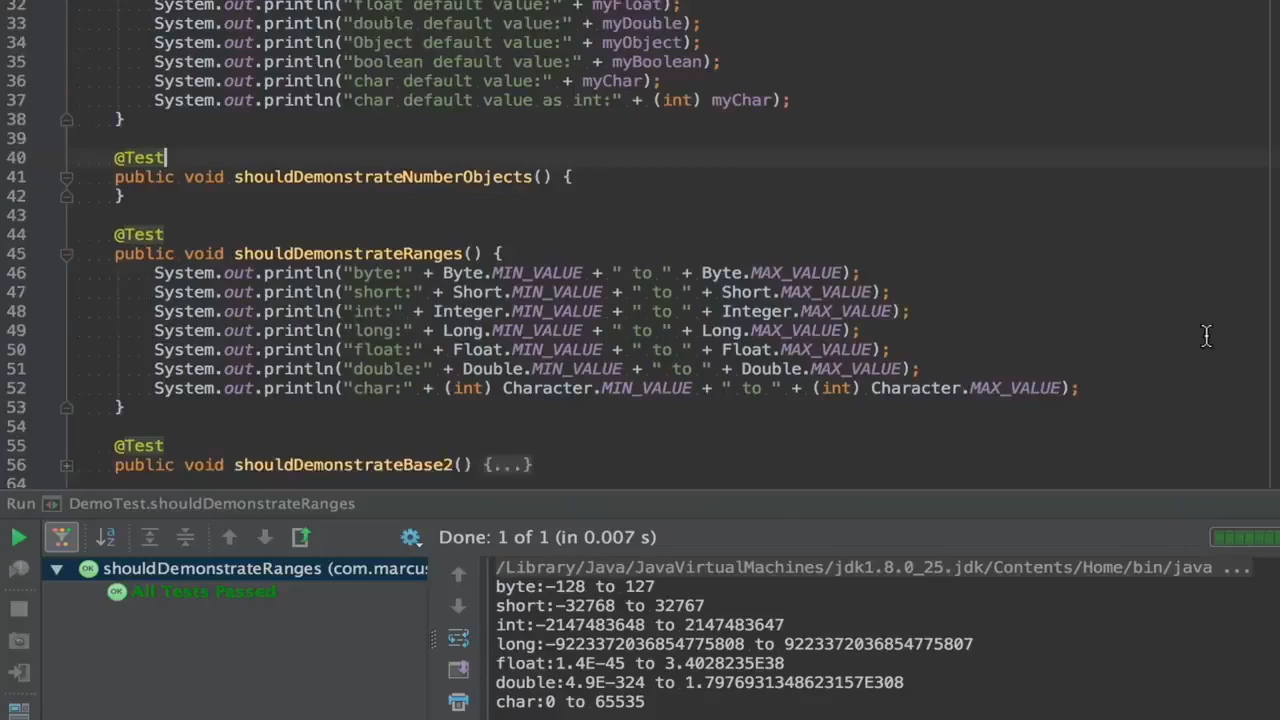 32 System.out.println("float default value:" + myFloat);
33 System.out.println("double default value:" + myDouble);
34 System.out.println("Object default value:" + myObject);
35 System.out.println("boolean default value:" + myBoolean);
36 System.out.println("char default value:" + myChar);
37 System.out.println("char default value as int:" + (int) myChar);
38 }
39
40 @Test
41 public void shouldDemonstrateNumberObjects() {
42 }
43
44 @Test
45 public void shouldDemonstrateRanges() {
46 System.out.println("byte:" + Byte.MIN_VALUE + " to " + Byte.MAX_VALUE);
47 System.out.println("short:" + Short.MIN_VALUE + " to " + Short.MAX_VALUE);
48 System.out.println("int:" + Integer.MIN_VALUE + " to " + Integer.MAX_VALUE);
49 System.out.println("long:" + Long.MIN_VALUE + " to " + Long.MAX_VALUE);
50 System.out.println("float:" + Float.MIN_VALUE + " to " + Float.MAX_VALUE);
51 System.out.println("double:" + Double.MIN_VALUE + " to " + Double.MAX_VALUE);
52 System.out.println("char:" + (int) Character.MIN_VALUE + " to " + (int) Character.MAX_VALUE);
53 }
54
55 @Test
56 public void shouldDemonstrateBase2() {...}
64
Run DemoTest.shouldDemonstrateRanges
Done: 1 of 1 (in 0.007 s)
OK shouldDemonstrateRanges (com.marcus
OK All Tests Passed
/Library/Java/JavaVirtualMachines/jdk1.8.0_25.jdk/Contents/Home/bin/java ...
byte:-128 to 127
short:-32768 to 32767
int:-2147483648 to 2147483647
long:-9223372036854775808 to 9223372036854775807
float:1.4E-45 to 3.4028235E38
double:4.9E-324 to 1.7976931348623157E308
char:0 to 65535